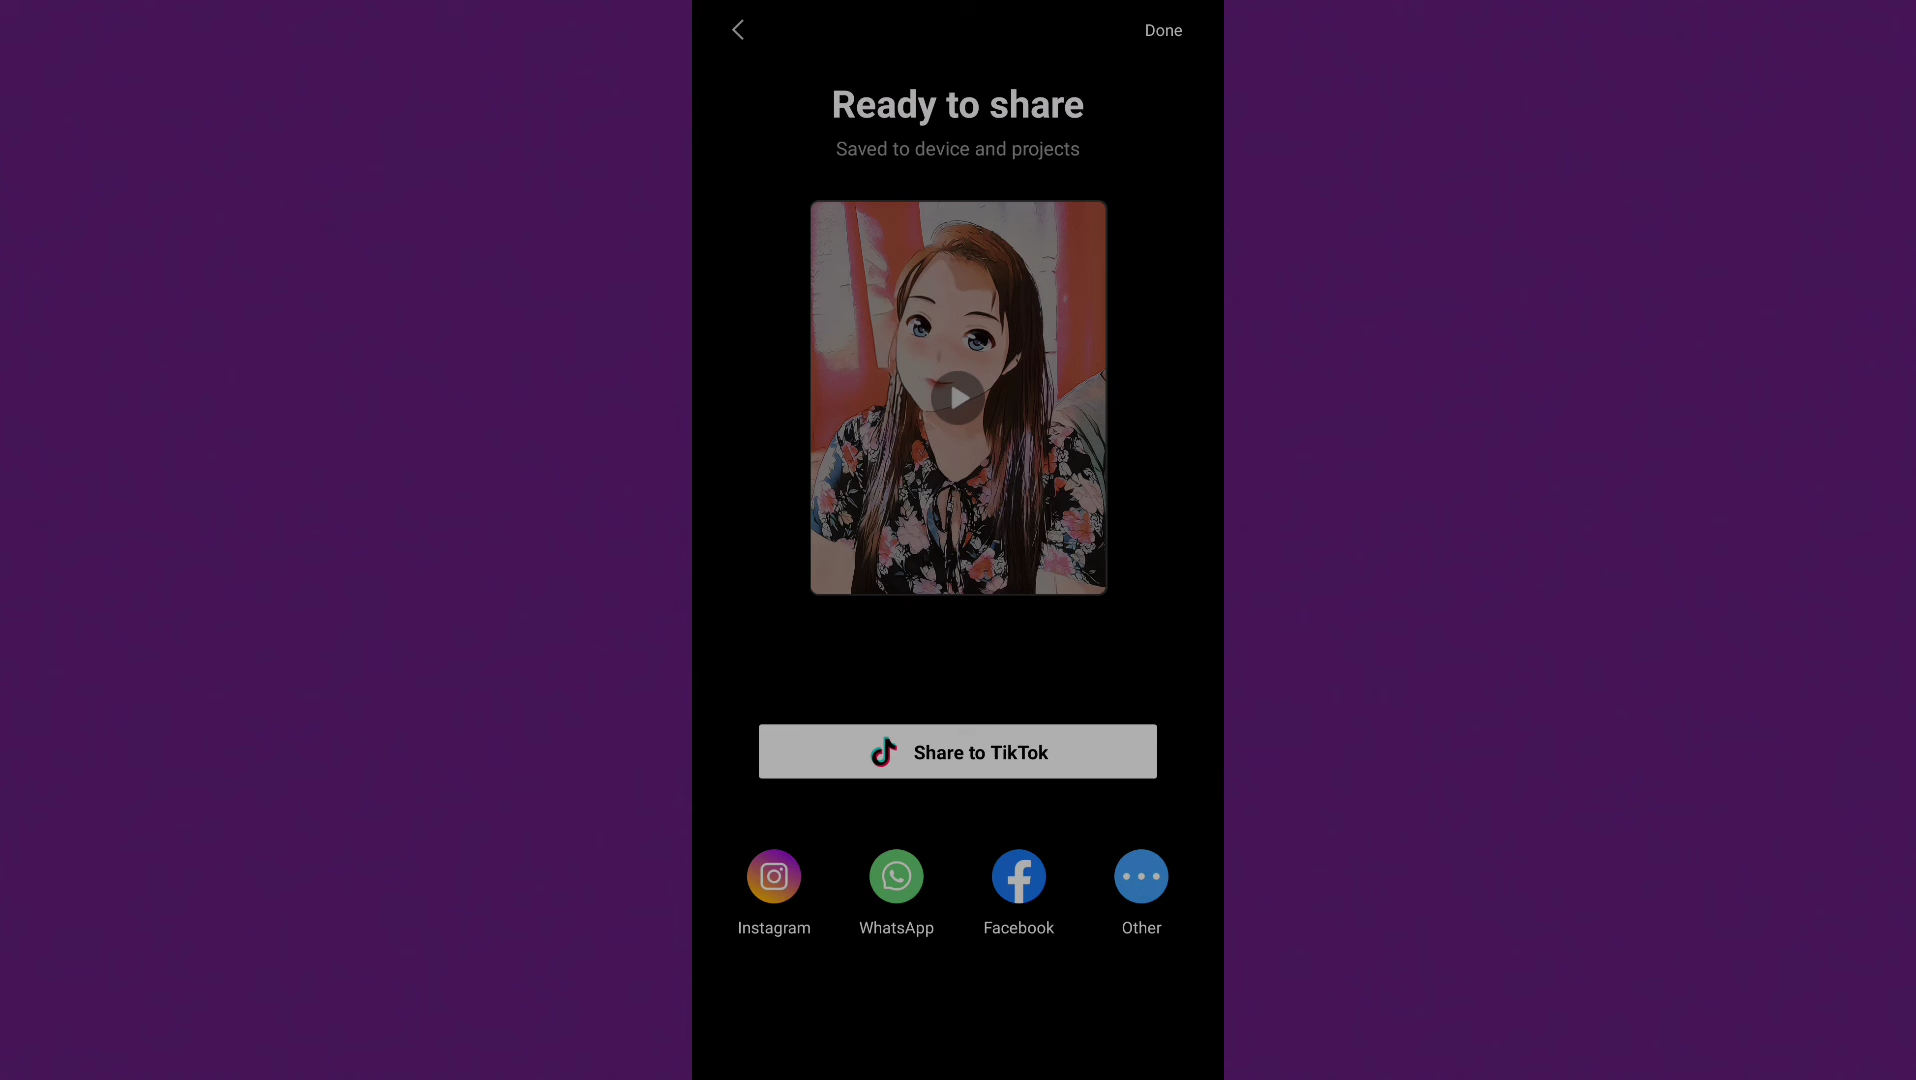 Done
Ready to share
Saved to device and projects
Share to TikTok
Instagram
WhatsApp
Facebook
Other